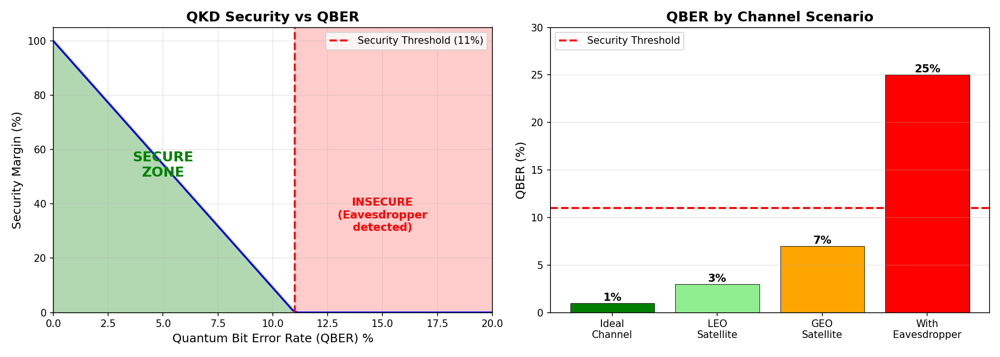 QKD Security vs QBER
Security Threshold (11%)
Security Margin (%)
100
80
60
40
20
0
SECURE
ZONE
INSECURE
(Eavesdropper
detected)
0.0 2.5 5.0 7.5 10.0 12.5 15.0 17.5 20.0
Quantum Bit Error Rate (QBER) %
QBER by Channel Scenario
Security Threshold
QBER (%)
30
25
20
15
10
5
0
1%
3%
7%
25%
Ideal
Channel
LEO
Satellite
GEO
Satellite
With
Eavesdropper